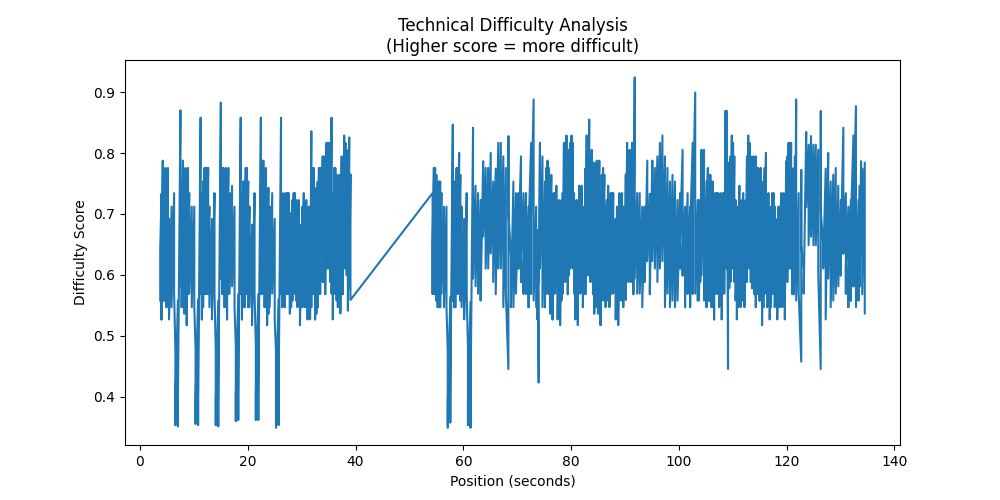 Technical Difficulty Analysis
(Higher score = more difficult)
Difficulty Score
0.9
0.8
0.7
0.6
0.5
0.4
0 20 40 60 80 100 120 140
Position (seconds)